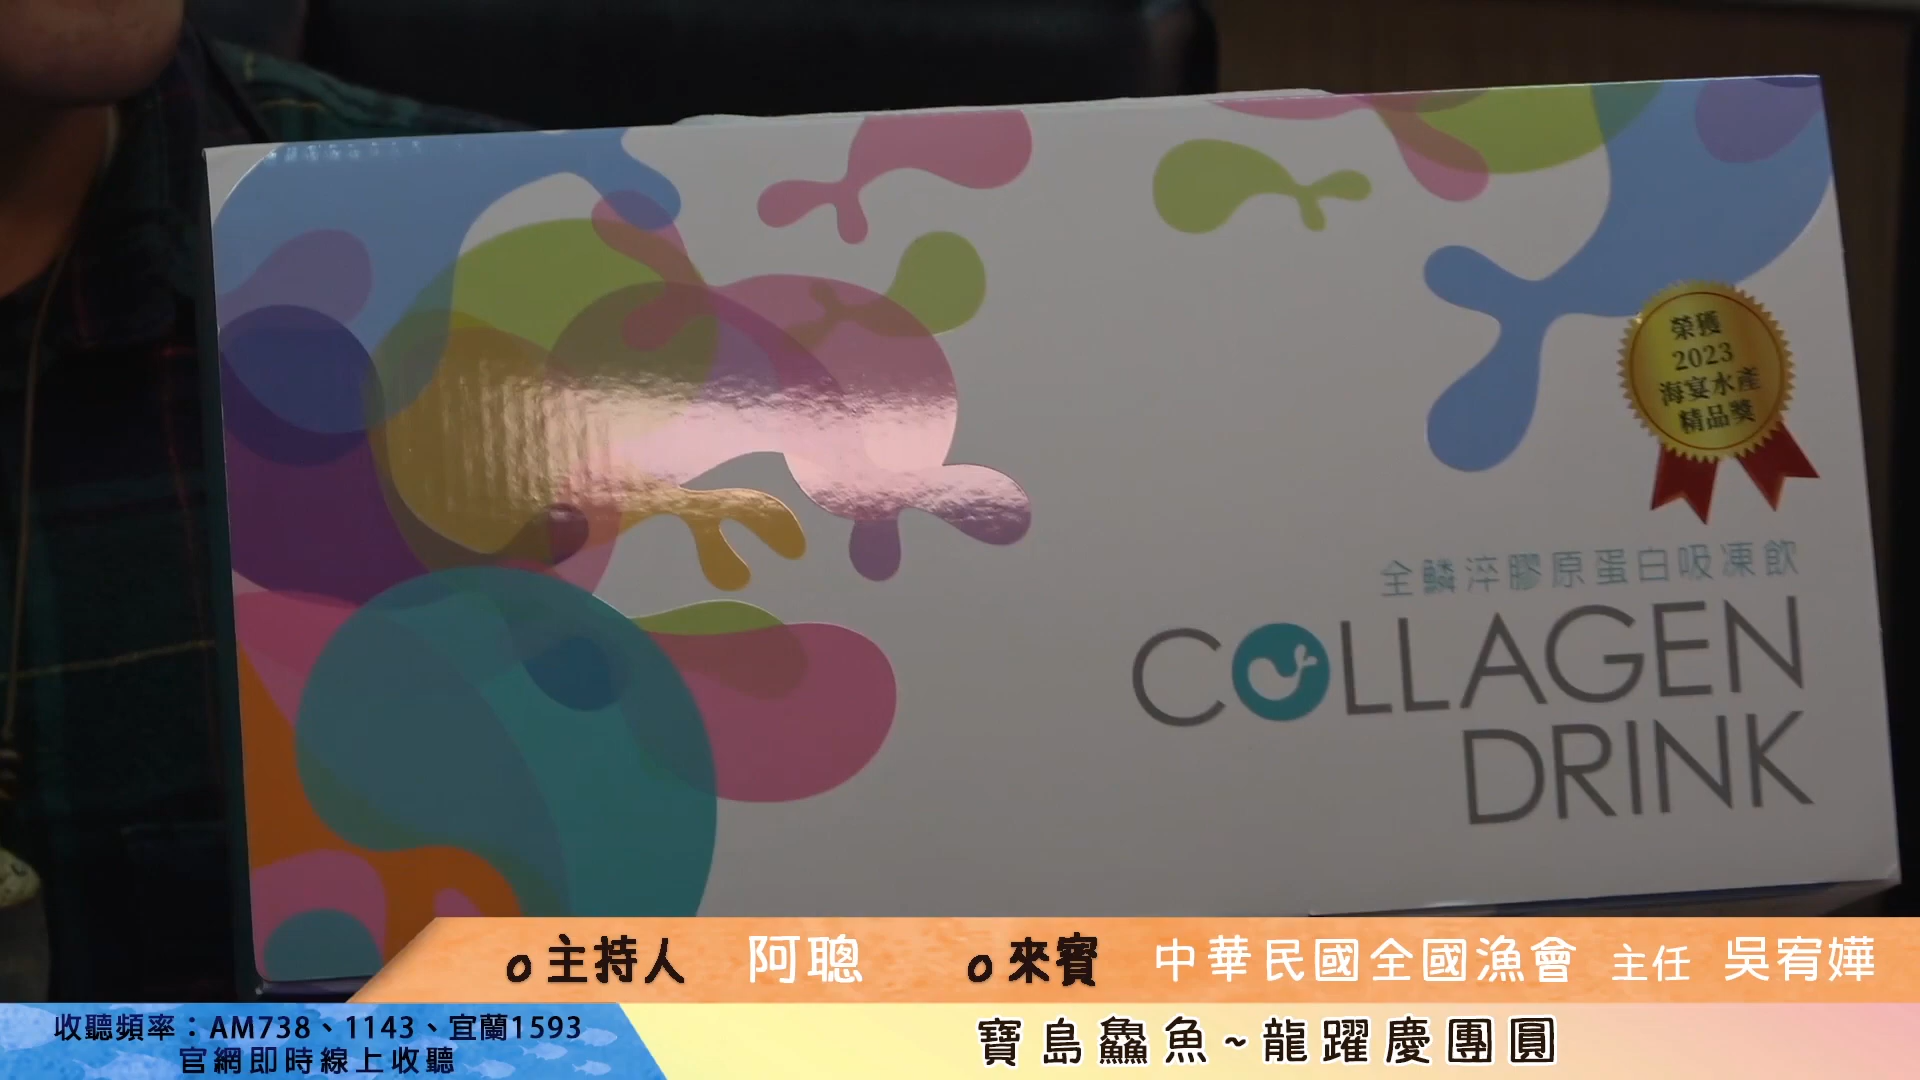 榮獲
2023
海宴水產
精品獎
全鱗淬膠原蛋白吸凍飲
COLLAGEN
DRINK
主持人 阿聰 來賓 中華民國全國漁會 主任 吳宥嬅
收聽頻率：AM738、1143、宜蘭1593
官網即時線上收聽
寶島鱻魚~龍躍慶團圓